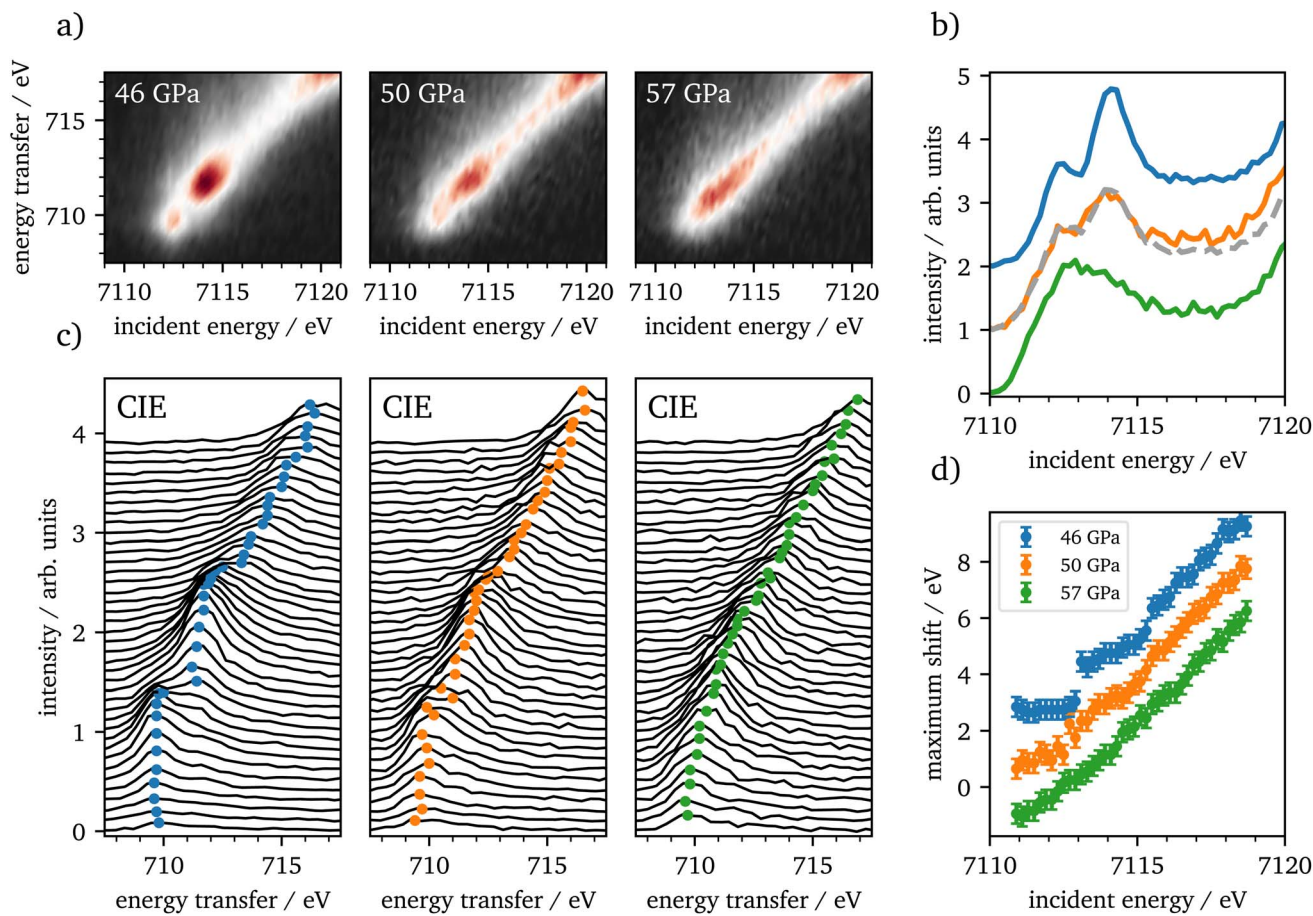 a)
energy transfer / eV
715
710
46 GPa
50 GPa
57 GPa
7110 7115 7120
7110 7115 7120
7110 7115 7120
incident energy / eV
incident energy / eV
incident energy / eV
b)
intensity / arb. units
5
4
3
2
1
0
7110 7115 7120
incident energy / eV
c)
intensity / arb. units
4
3
2
1
0
CIE
CIE
CIE
710 715
710 715
710 715
energy transfer / eV
energy transfer / eV
energy transfer / eV
d)
maximum shift / eV
8
6
4
2
0
46 GPa
50 GPa
57 GPa
7110 7115 7120
incident energy / eV